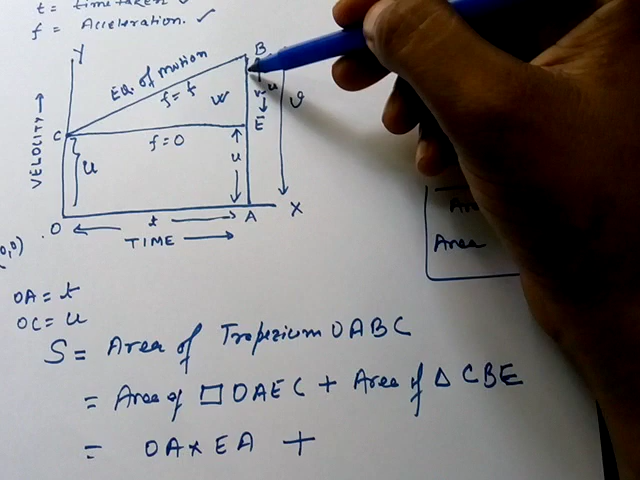 t = time taken
f = Acceleration.
Y
B
Eq. of motion
f = f
v-u
v
VELOCITY →
C
E
f = 0
u
u
O
t
A
X
TIME →
(0,0)
OA = t
OC = u
An
Area
S = Area of Trapezium OABC
= Area of □ OAEC + Area of Δ CBE
= OA × EA +